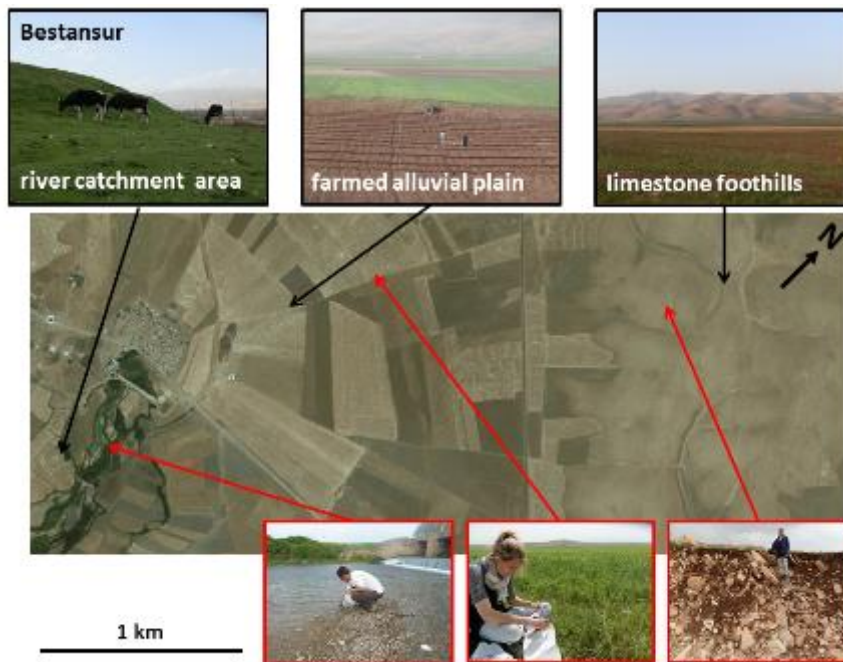 Bestansur
river catchment area
farmed alluvial plain
limestone foothills
N
1 km